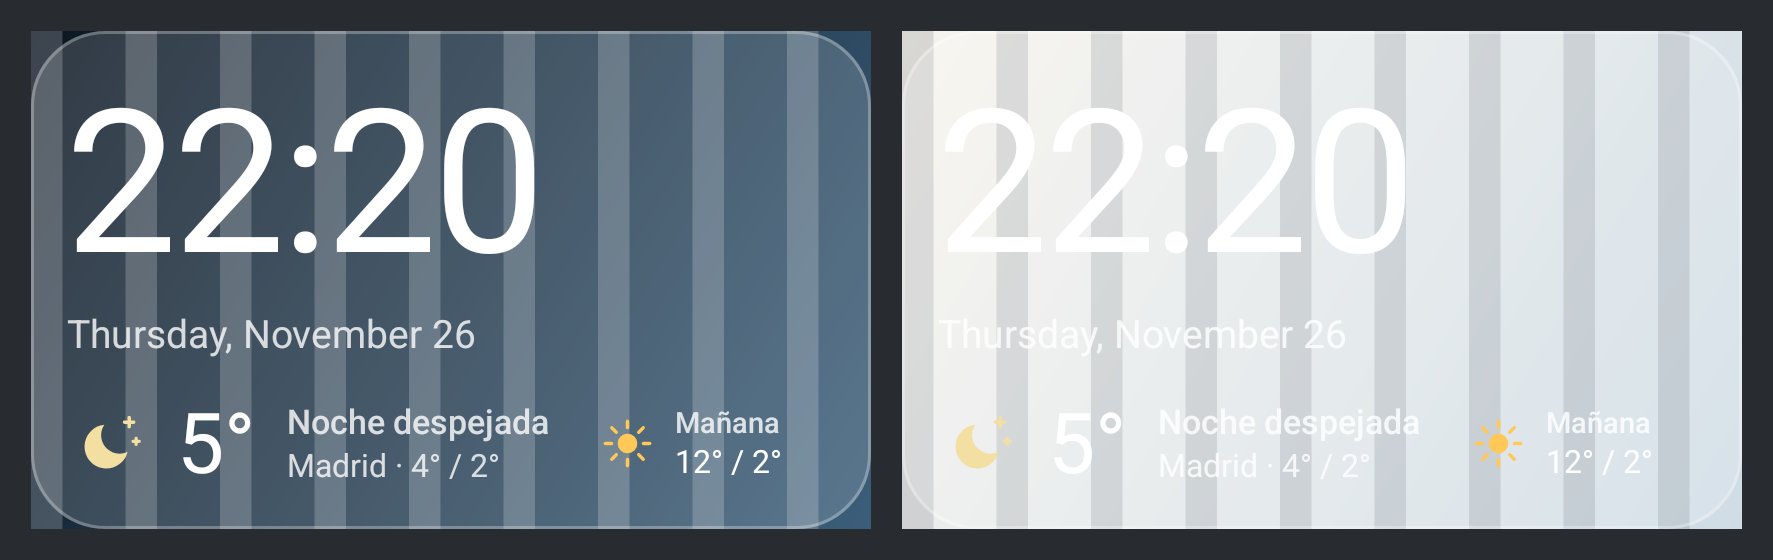 22:20
Thursday, November 26
5°
Noche despejada
Madrid · 4° / 2°
Mañana
12° / 2°
22:20
Thursday, November 26
5°
Noche despejada
Madrid · 4° / 2°
Mañana
12° / 2°